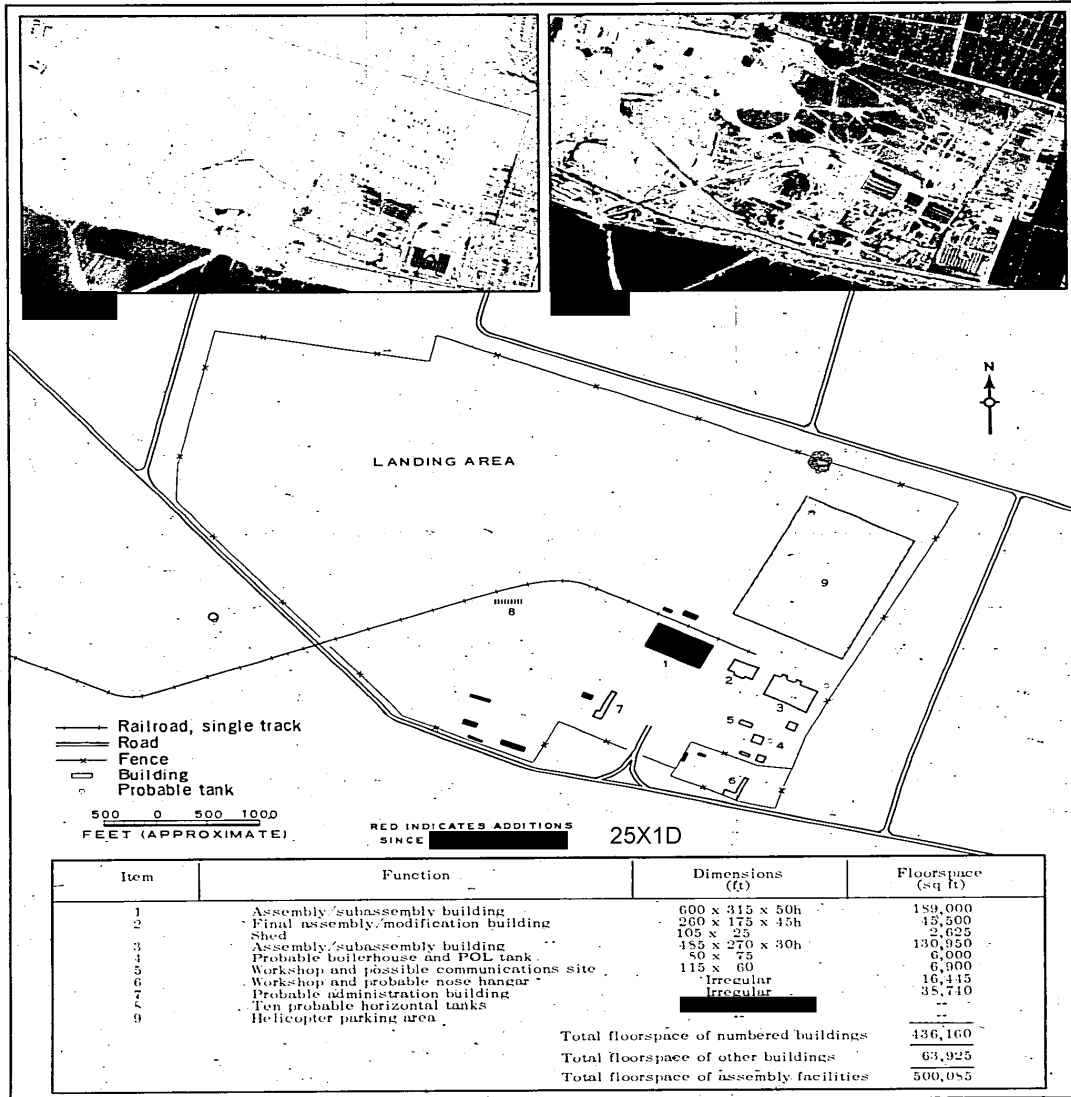 N
LANDING AREA
9
8
1
2
3
7
5
4
6
Railroad, single track
Road
Fence
Building
Probable tank
500 0 500 1000
FEET (APPROXIMATE)
RED INDICATES ADDITIONS
SINCE
25X1D
Item Function Dimensions (ft) Floorspace (sq ft)
1 Assembly/subassembly building 600 x 315 x 50h 189,000
2 Final assembly/modification building 260 x 175 x 45h 45,500
Shed 105 x 25 2,625
3 Assembly/subassembly building 485 x 270 x 30h 130,950
4 Probable boilerhouse and POL tank 80 x 75 6,000
5 Workshop and possible communications site 115 x 60 6,900
6 Workshop and probable nose hangar Irregular 16,445
7 Probable administration building Irregular 38,740
8 Ten probable horizontal tanks --
9 Helicopter parking area -- --
Total floorspace of numbered buildings 436,160
Total floorspace of other buildings 63,925
Total floorspace of assembly facilities 500,085